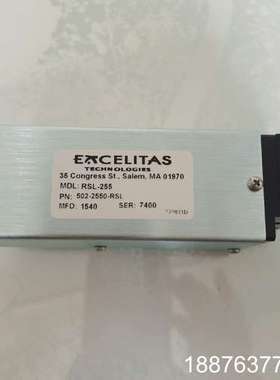 EXCELITAS
TECHNOLOGIES
35 Congress St., Salem, MA 01970
MDL: RSL-255
PN: 502-2550-RSL
MFD: 1540 SER: 7400
18876377